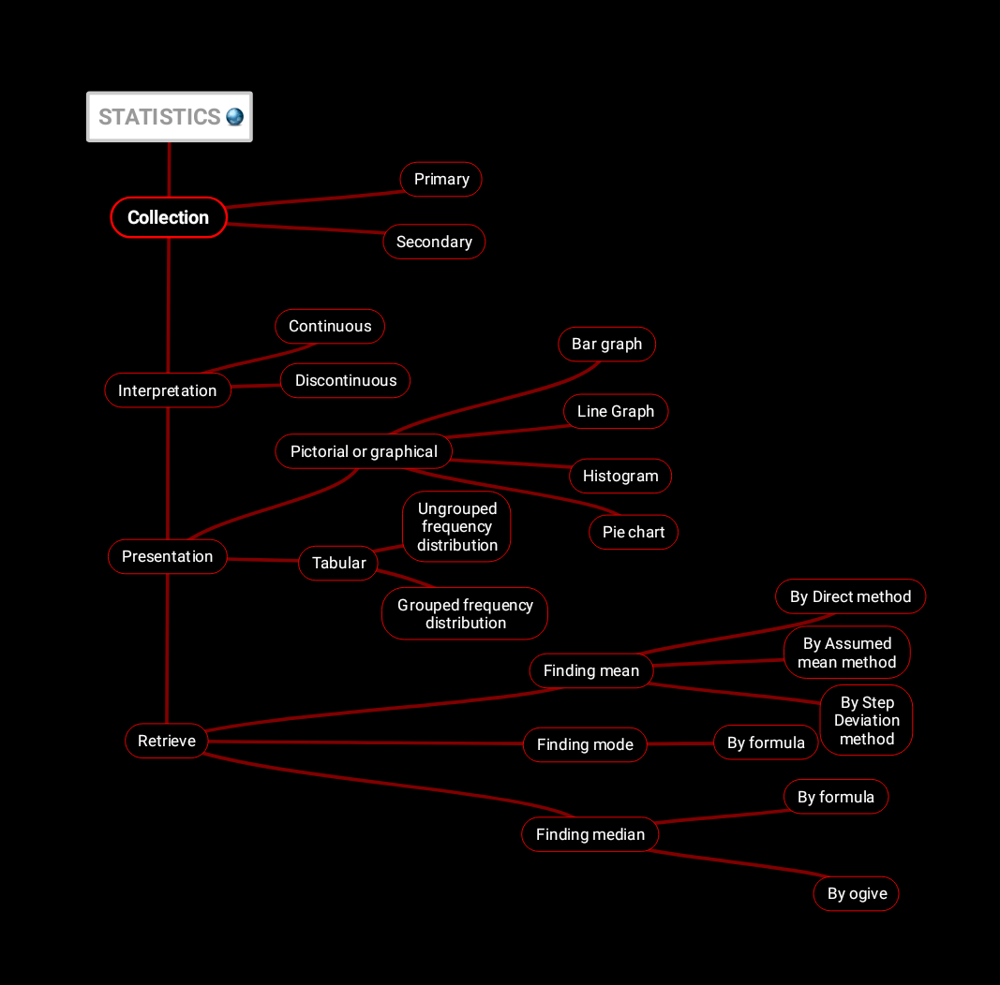 STATISTICS
Collection
Primary
Secondary
Interpretation
Continuous
Discontinuous
Presentation
Pictorial or graphical
Bar graph
Line Graph
Histogram
Pie chart
Tabular
Ungrouped
frequency
distribution
Grouped frequency
distribution
Retrieve
Finding mean
By Direct method
By Assumed
mean method
By Step
Deviation
method
Finding mode
By formula
Finding median
By formula
By ogive